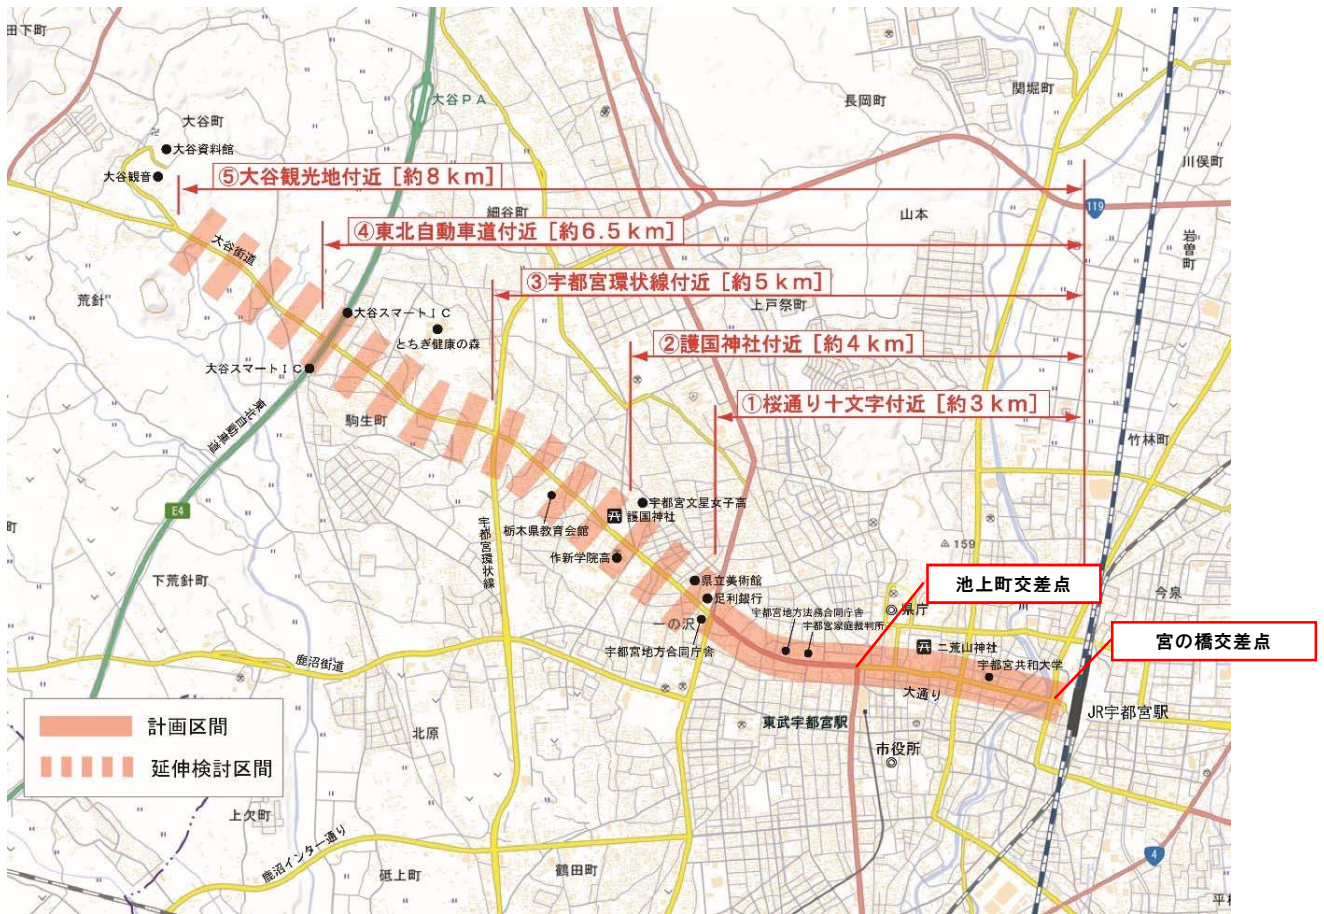 田下町
大谷PA
関堀町
長岡町
大谷町
大谷資料館
川俣町
大谷観音
⑤大谷観光地付近［約8km］
119
細谷町
山本
④東北自動車道付近［約6.5km］
岩曽町
大谷街道
③宇都宮環状線付近［約5km］
荒針
上戸祭町
大谷スマートIC
とちぎ健康の森
②護国神社付近［約4km］
大谷スマートIC
①桜通り十文字付近［約3km］
東北自動車道
駒生町
竹林町
宇都宮文星女子高
E4
護国神社
栃木県教育会館
町
宇都宮環状線
159
作新学院高
下荒針町
県立美術館
池上町交差点
今泉
足利銀行
県庁
宇都宮地方法務合同庁舎
一の沢
宇都宮家庭裁判所
宮の橋交差点
宇都宮地方合同庁舎
二荒山神社
鹿沼街道
宇都宮共和大学
大通り
JR宇都宮駅
計画区間
東武宇都宮駅
北原
市役所
延伸検討区間
上欠町
鹿沼インター通り
4
鶴田町
砥上町